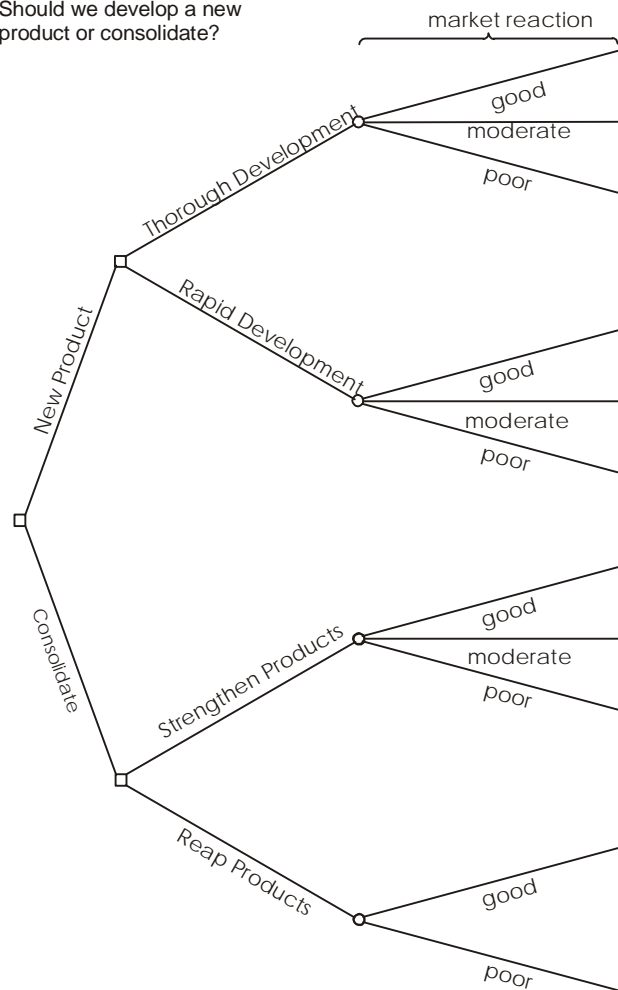 Should we develop a new
product or consolidate?
market reaction
good
moderate
poor
Thorough Development
Rapid Development
New Product
good
moderate
poor
Consolidate
Strengthen Products
good
moderate
poor
Reap Products
good
poor